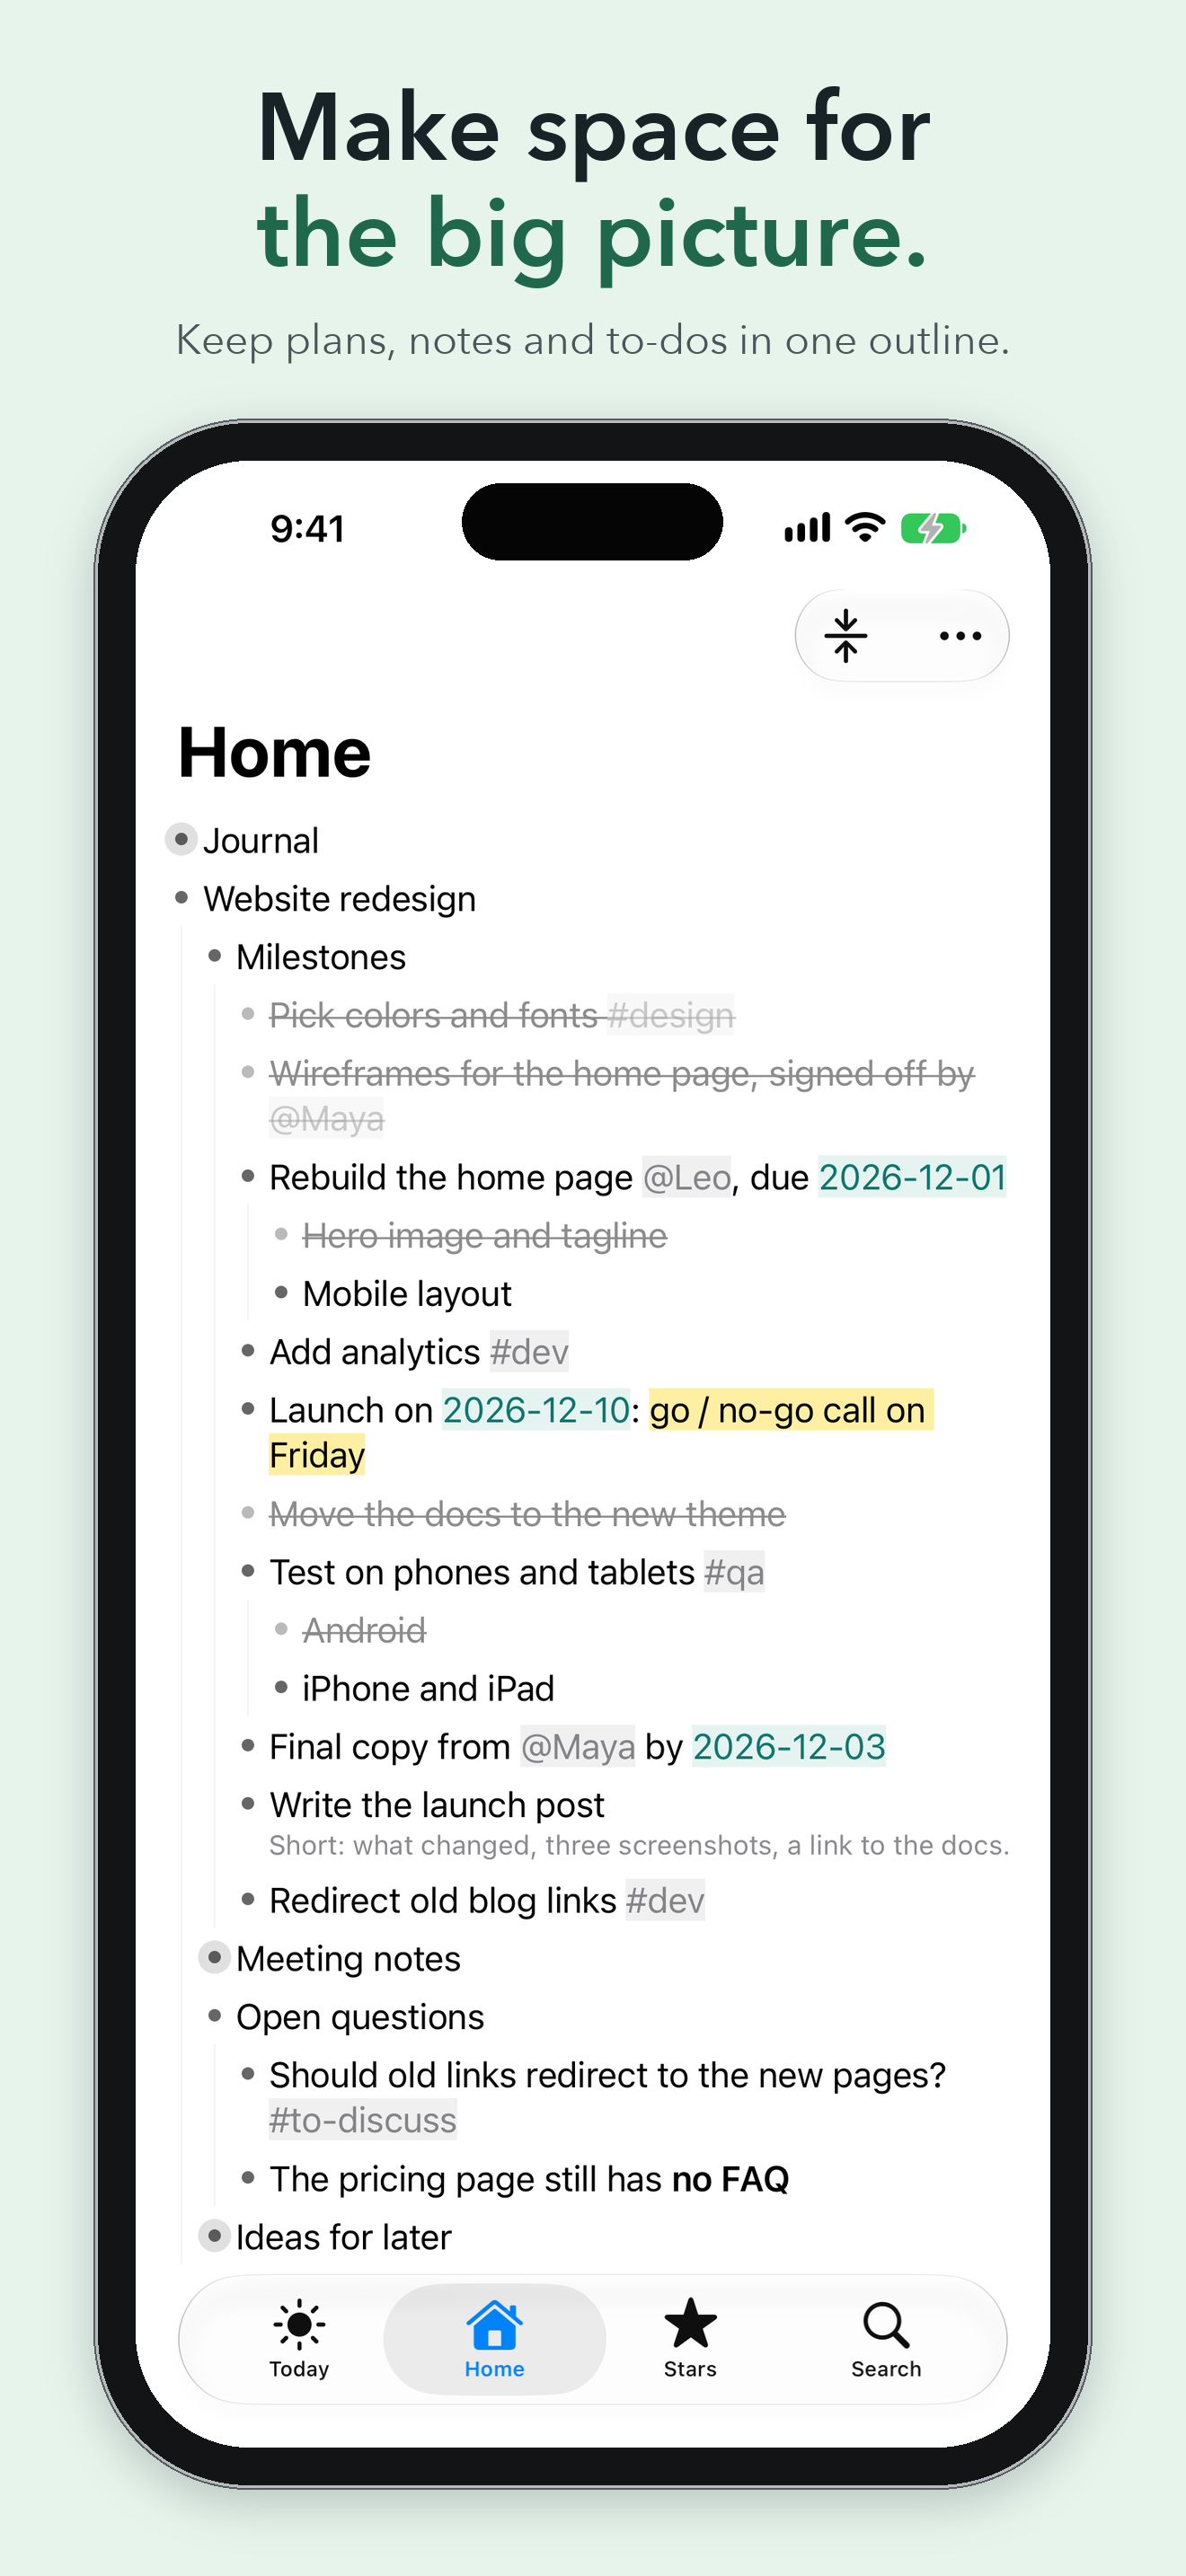 Make space for
the big picture.
Keep plans, notes and to-dos in one outline.
9:41
Home
Journal
Website redesign
Milestones
Pick colors and fonts #design
Wireframes for the home page, signed off by
@Maya
Rebuild the home page @Leo, due 2026-12-01
Hero image and tagline
Mobile layout
Add analytics #dev
Launch on 2026-12-10: go / no-go call on
Friday
Move the docs to the new theme
Test on phones and tablets #qa
Android
iPhone and iPad
Final copy from @Maya by 2026-12-03
Write the launch post
Short: what changed, three screenshots, a link to the docs.
Redirect old blog links #dev
Meeting notes
Open questions
Should old links redirect to the new pages?
#to-discuss
The pricing page still has no FAQ
Ideas for later
Today Home Stars Search